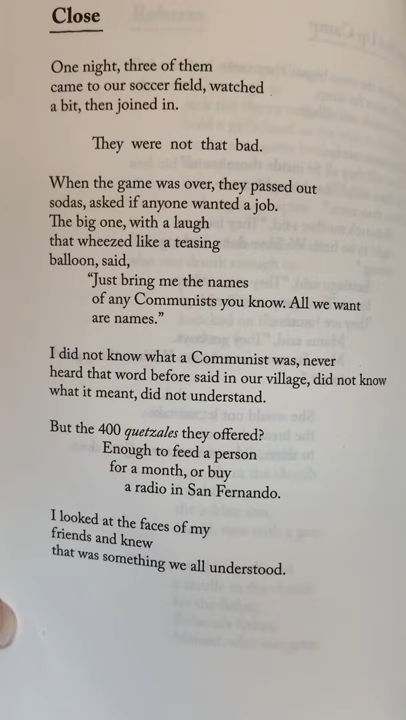 Close
One night, three of them
came to our soccer field, watched
a bit, then joined in.
They were not that bad.
When the game was over, they passed out
sodas, asked if anyone wanted a job.
The big one, with a laugh
that wheezed like a teasing
balloon, said,
“Just bring me the names
of any Communists you know. All we want
are names.”
I did not know what a Communist was, never
heard that word before said in our village, did not know
what it meant, did not understand.
But the 400 quetzales they offered?
Enough to feed a person
for a month, or buy
a radio in San Fernando.
I looked at the faces of my
friends and knew
that was something we all understood.